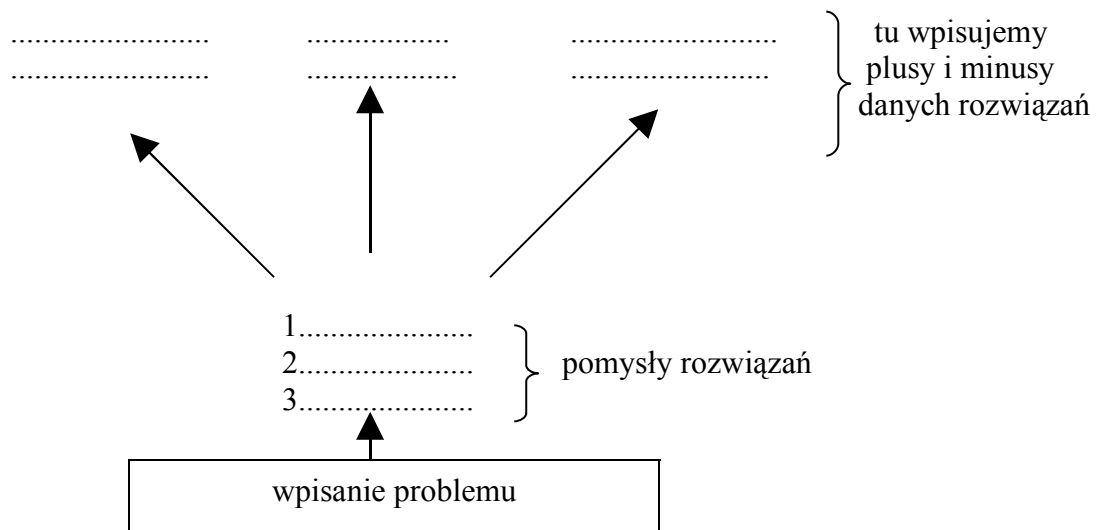 ........................... ................... ............................ tu wpisujemy
........................... .................... ........................... plusy i minusy
danych rozwiązań
1........................
2....................... pomysły rozwiązań
3........................
wpisanie problemu